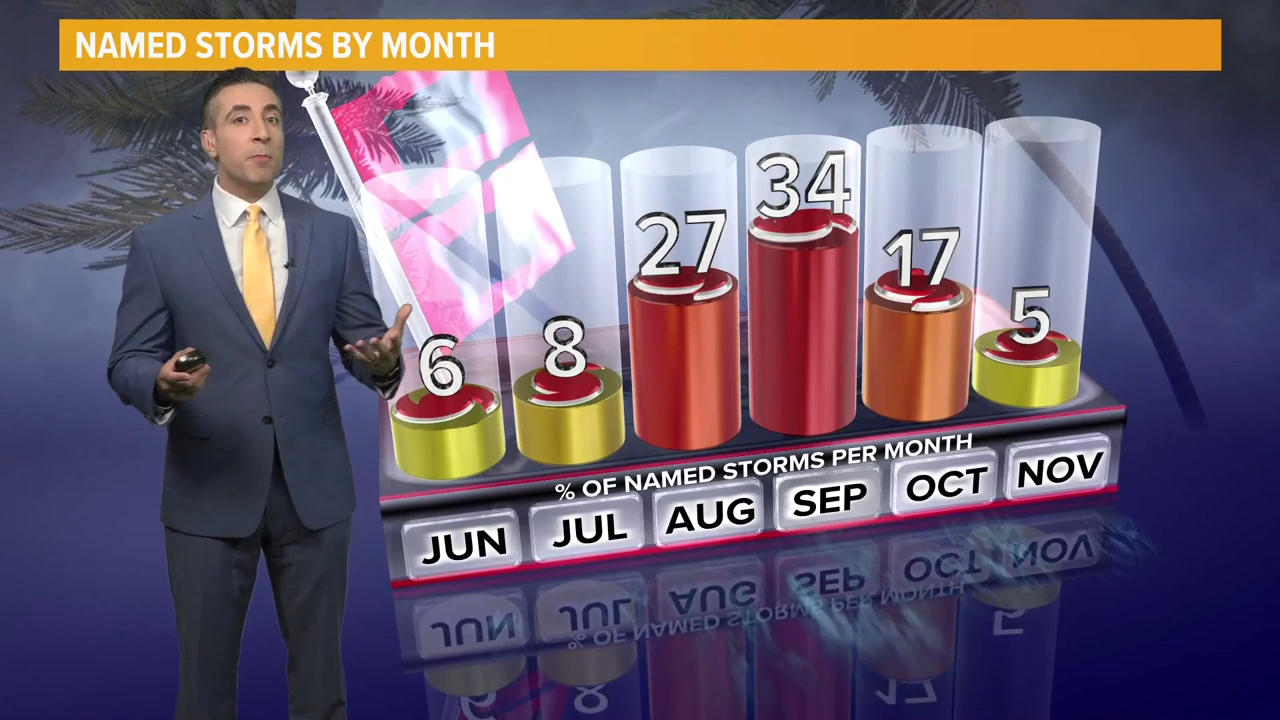 NAMED STORMS BY MONTH
6 8 27 34 17 5
% OF NAMED STORMS PER MONTH
JUN JUL AUG SEP OCT NOV